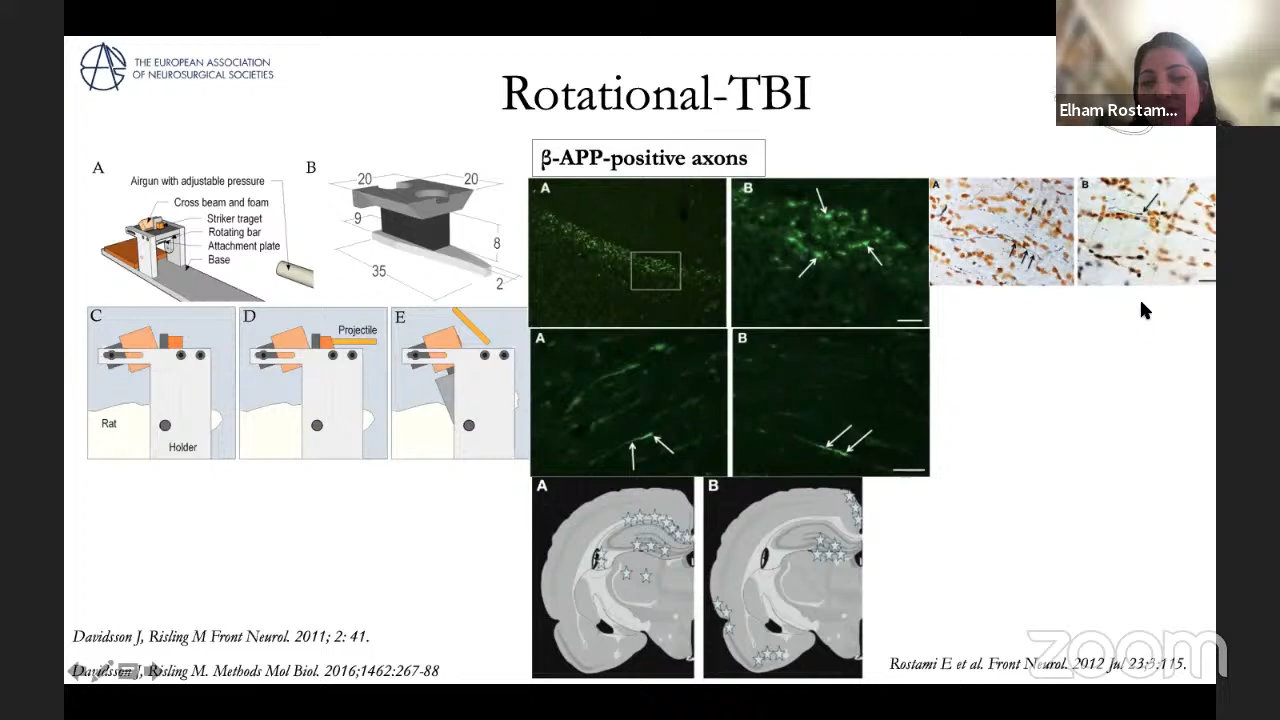 THE EUROPEAN ASSOCIATION
OF NEUROSURGICAL SOCIETIES
Rotational-TBI
Elham Rostam...
β-APP-positive axons
A
Airgun with adjustable pressure
Cross beam and foam
Striker traget
Rotating bar
Attachment plate
Base
B
20
20
9
8
35
2
C
Rat
Holder
D
Projectile
E
A
B
A
B
A
B
A
B
Davidsson J, Risling M Front Neurol. 2011; 2: 41.
Davidsson J, Risling M. Methods Mol Biol. 2016;1462:267-88
Rostami E et al. Front Neurol. 2012 Jul 23;3:115.
zoom